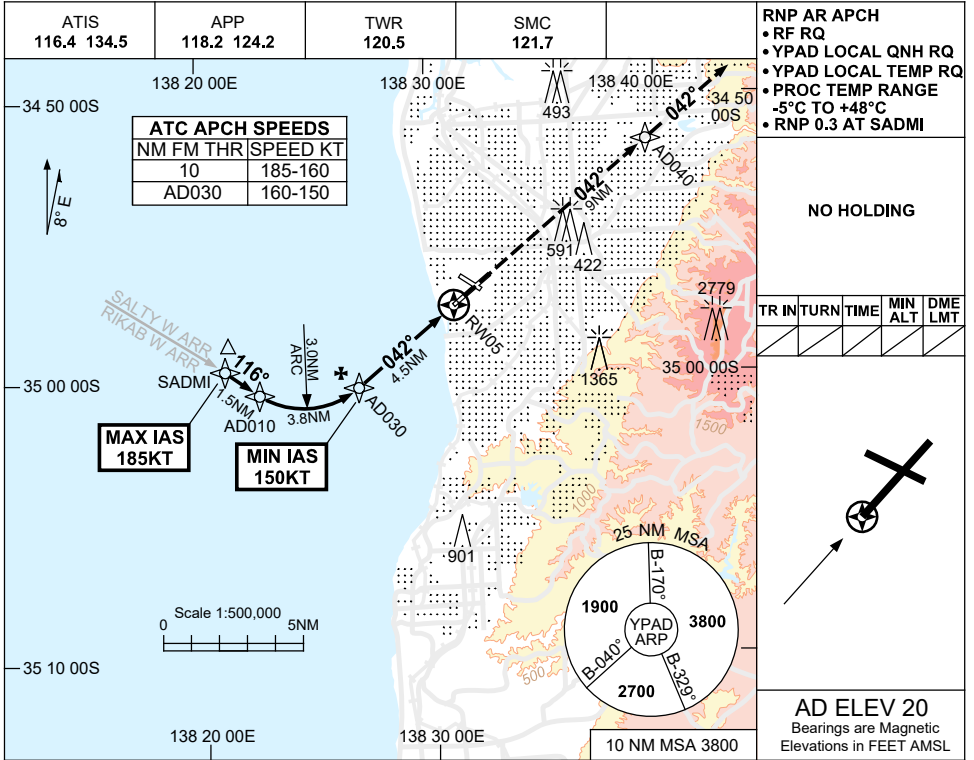 ATIS
116.4 134.5
APP
118.2 124.2
TWR
120.5
SMC
121.7
RNP AR APCH
• RF RQ
• YPAD LOCAL QNH RQ
• YPAD LOCAL TEMP RQ
• PROC TEMP RANGE
-5°C TO +48°C
• RNP 0.3 AT SADMI
NO HOLDING
TR IN
TURN
TIME
MIN ALT
DME LMT
138 20 00E
138 30 00E
138 40 00E
34 50 00S
34 50
00S
ATC APCH SPEEDS
NM FM THR SPEED KT
10 185-160
AD030 160-150
8° E
493
042°
AD040
042°
9NM
591
422
2779
SALTY W ARR
RIKAB W ARR
RW05
042°
4.5NM
3.0NM
ARC
116°
SADMI
1.5NM
AD010
3.8NM
AD030
1365
35 00 00S
35 00 00S
MAX IAS
185KT
MIN IAS
150KT
1500
1000
901
500
25 NM MSA
B-170°
1900
YPAD
ARP
3800
B-040°
B-329°
2700
Scale 1:500,000
0 5NM
35 10 00S
138 20 00E
138 30 00E
10 NM MSA 3800
AD ELEV 20
Bearings are Magnetic
Elevations in FEET AMSL